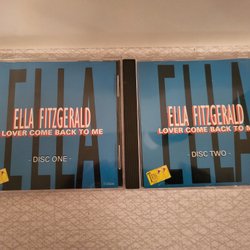 ELLA
ELLA FITZGERALD
LOVER COME BACK TO ME
- DISC ONE -
ELLA
ELLA FITZGERALD
LOVER COME BACK TO ME
- DISC TWO -